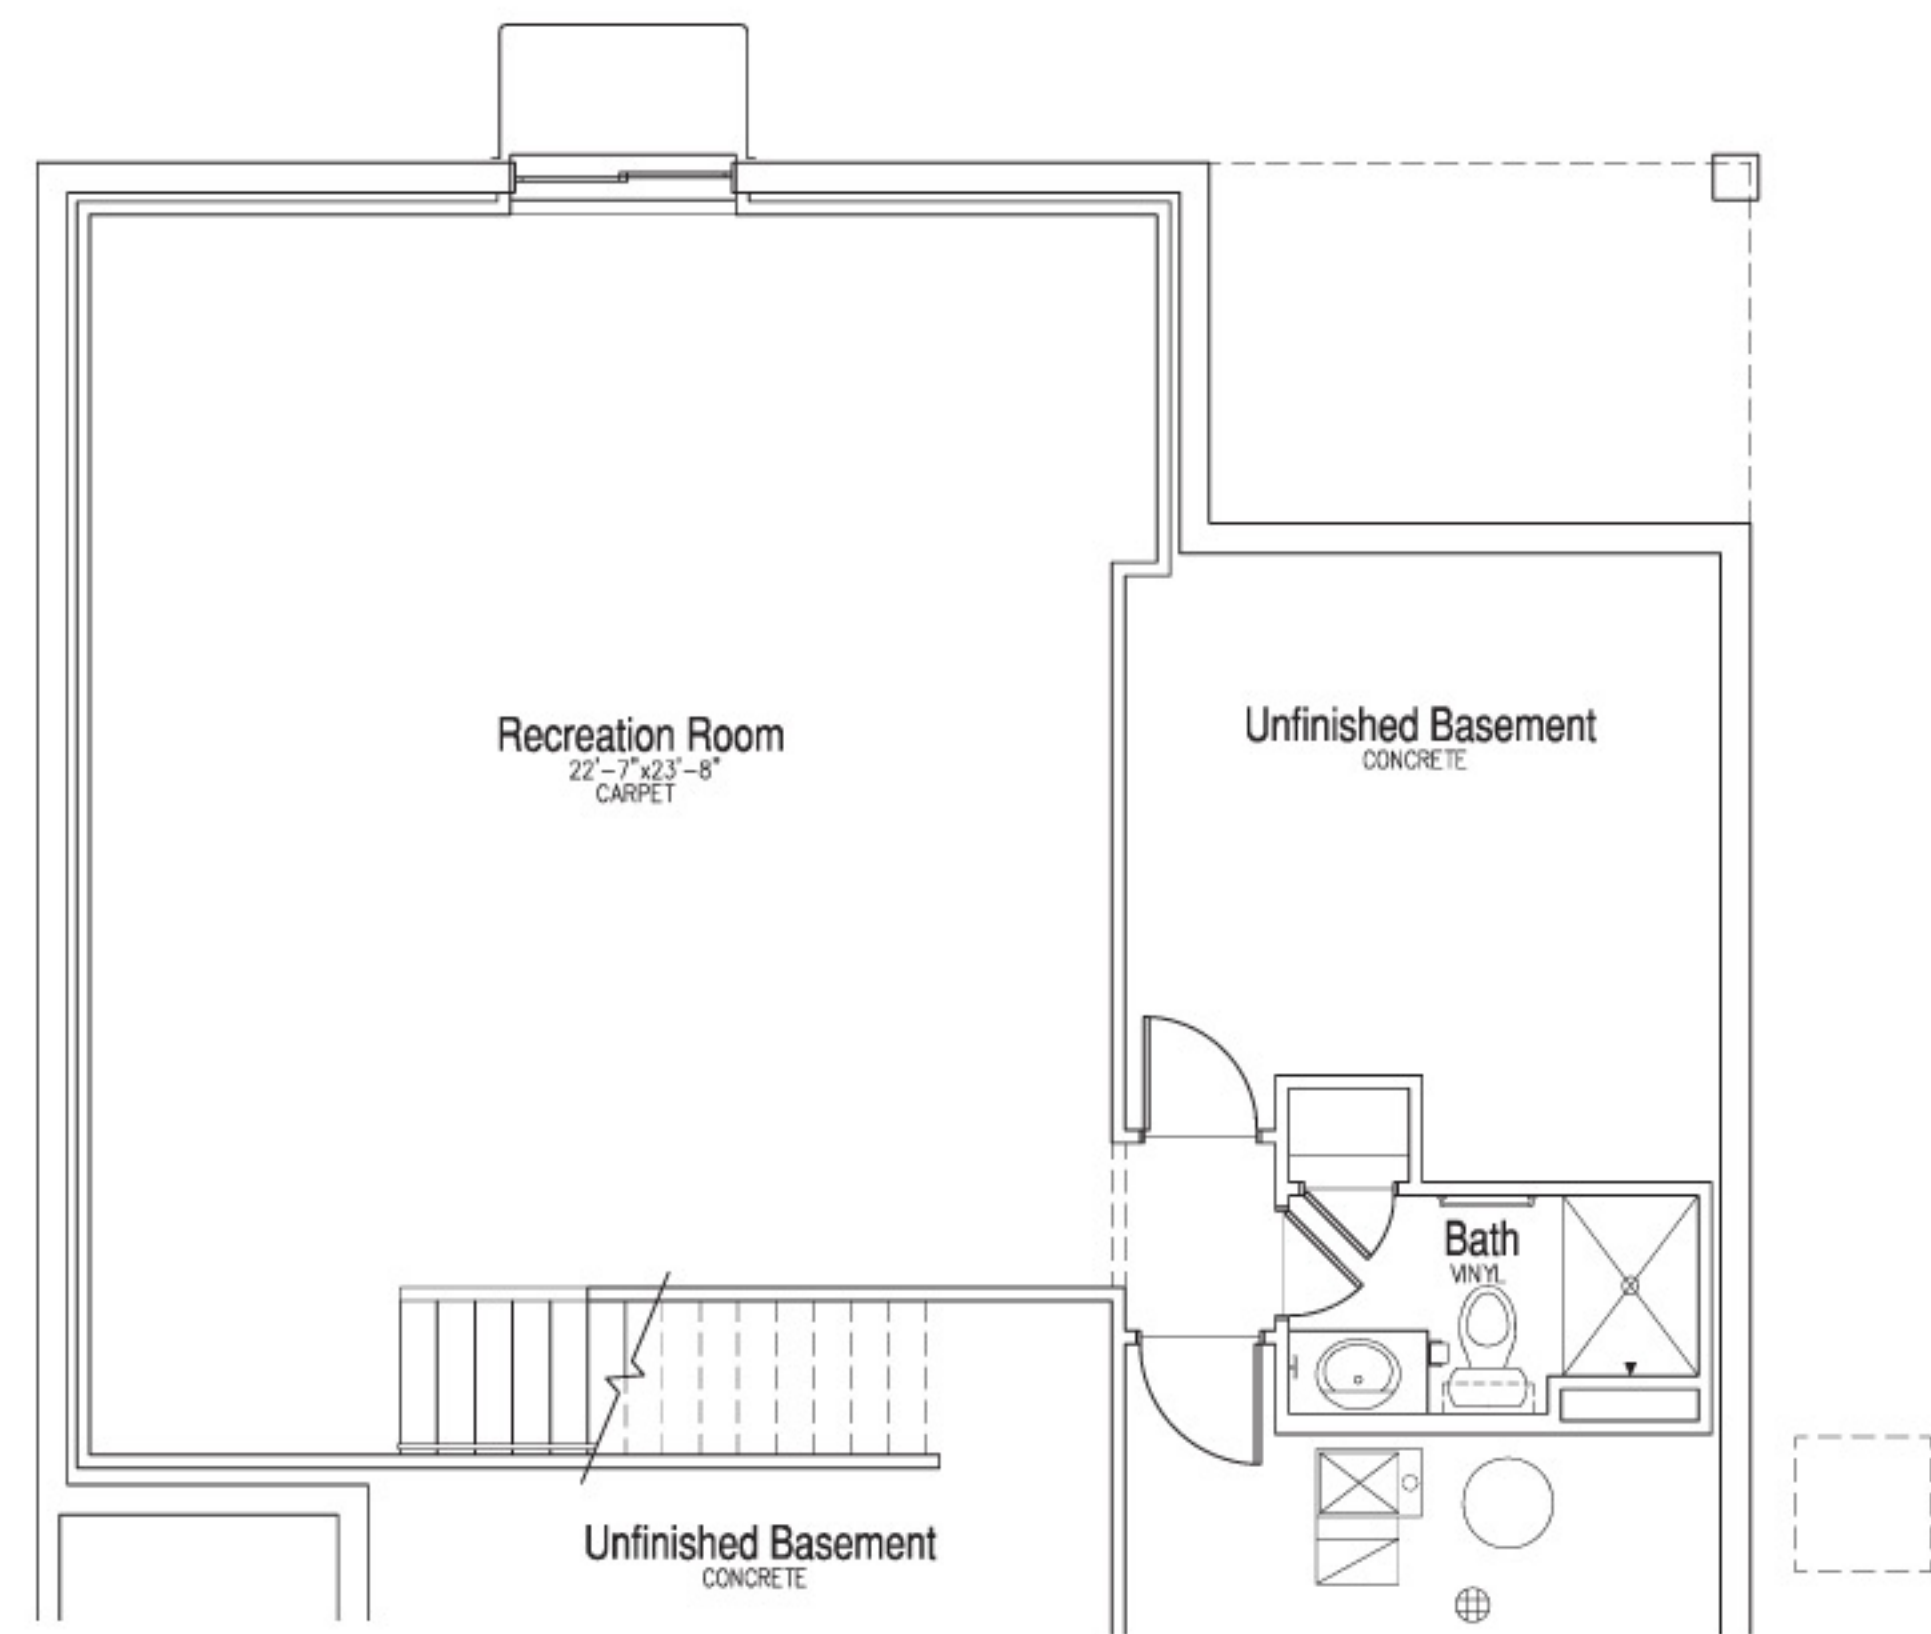 Recreation Room
22'-7"x23'-8"
CARPET
Unfinished Basement
CONCRETE
Bath
VINYL
Unfinished Basement
CONCRETE